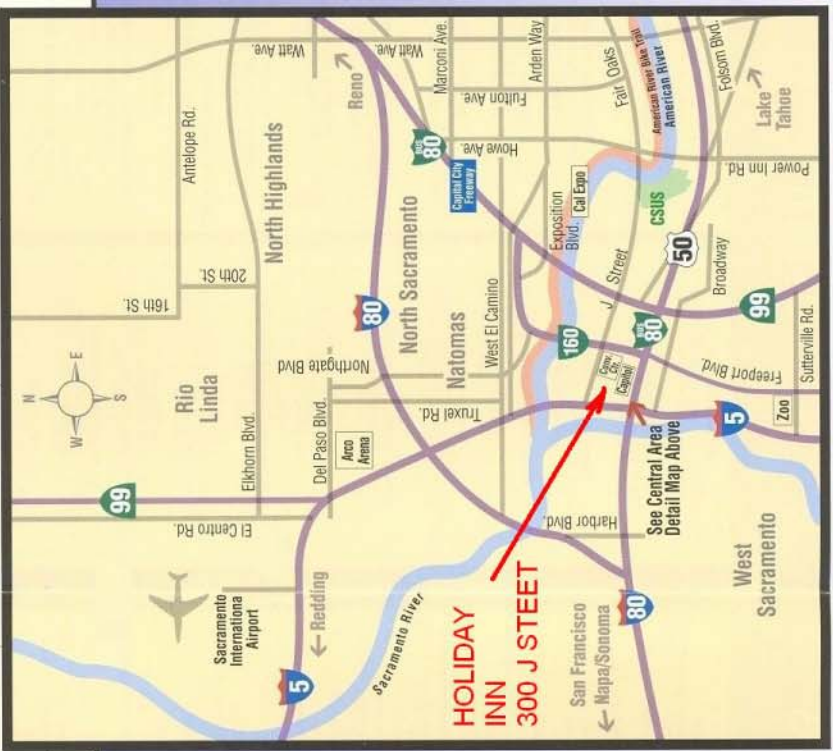 Watt Ave.
Watt Ave.
Antelope Rd.
Reno
Marconi Ave.
Arden Way
Fulton Ave.
Fair Oaks
American River Bike Trail
American River
Folsom Blvd.
Lake
Tahoe
North Highlands
BUS
80
Howe Ave.
Capital City
Freeway
Power Inn Rd.
Exposition
Blvd.
Cal Expo
CSUS
16th St.
20th St.
North Sacramento
J Street
50
Broadway
80
West El Camino
160
BUS
80
99
N
E
S
W
Rio
Linda
Northgate Blvd
Natomas
Conv.
Ctr.
Capitol
Freeport Blvd.
Sutterville Rd.
Elkhorn Blvd.
Del Paso Blvd.
Truxel Rd.
Arco
Arena
5
Zoo
See Central Area
Detail Map Above
99
El Centro Rd.
Harbor Blvd.
West
Sacramento
Sacramento
Internationa
Airport
Redding
5
Sacramento River
HOLIDAY
INN
300 J STEET
80
San Francisco
Napa/Sonoma